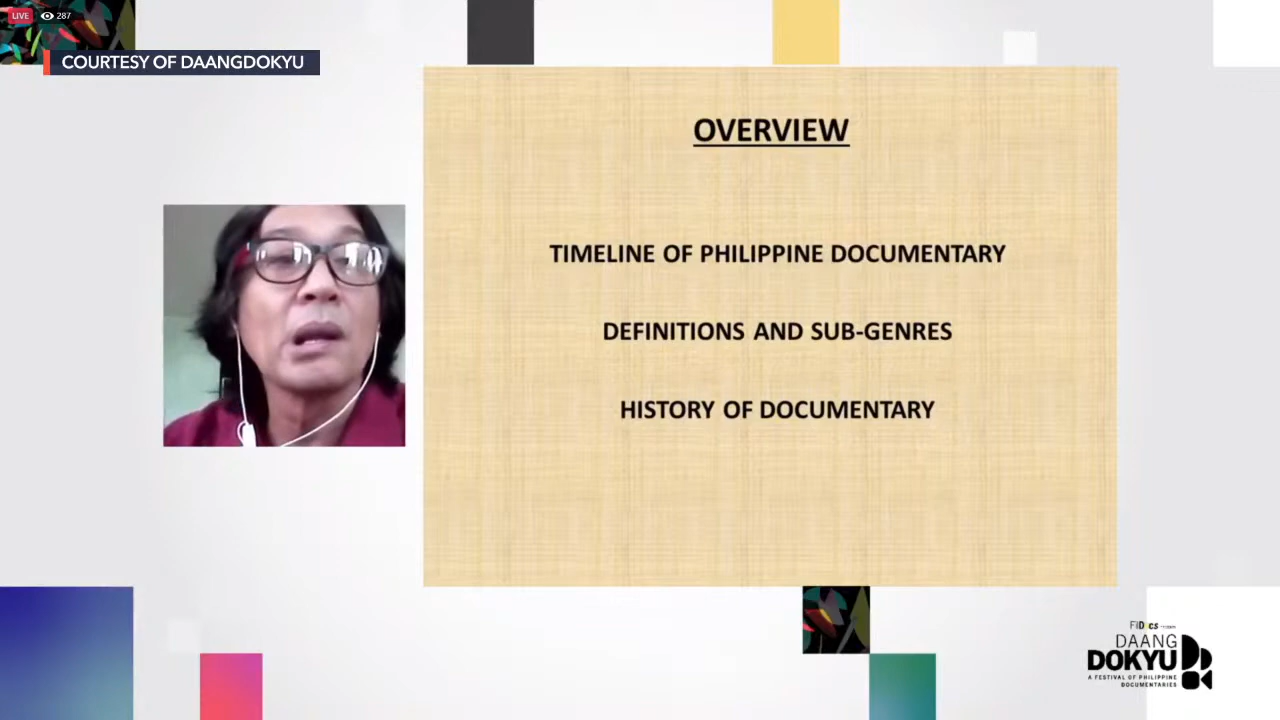 LIVE 287
COURTESY OF DAANGDOKYU
OVERVIEW
TIMELINE OF PHILIPPINE DOCUMENTARY
DEFINITIONS AND SUB-GENRES
HISTORY OF DOCUMENTARY
DAANG
DOKYU
A FESTIVAL OF PHILIPPINE
DOCUMENTARIES